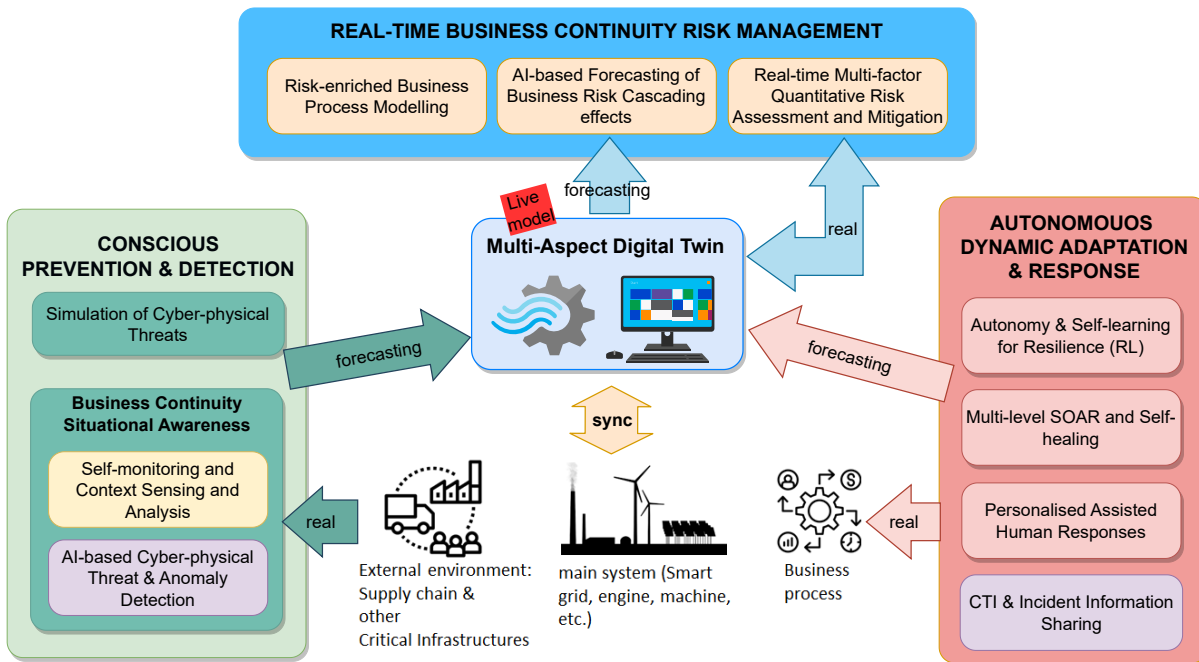 REAL-TIME BUSINESS CONTINUITY RISK MANAGEMENT
Risk-enriched Business
Process Modelling
AI-based Forecasting of
Business Risk Cascading
effects
Real-time Multi-factor
Quantitative Risk
Assessment and Mitigation
forecasting
real
Live
model
Multi-Aspect Digital Twin
CONSCIOUS
PREVENTION & DETECTION
Simulation of Cyber-physical
Threats
forecasting
Business Continuity
Situational Awareness
Self-monitoring and
Context Sensing and
Analysis
AI-based Cyber-physical
Threat & Anomaly
Detection
real
sync
External environment:
Supply chain &
other
Critical Infrastructures
main system (Smart
grid, engine, machine,
etc.)
Business
process
AUTONOMOUOS
DYNAMIC ADAPTATION
& RESPONSE
Autonomy & Self-learning
for Resilience (RL)
forecasting
Multi-level SOAR and Self-
healing
Personalised Assisted
Human Responses
real
CTI & Incident Information
Sharing
$